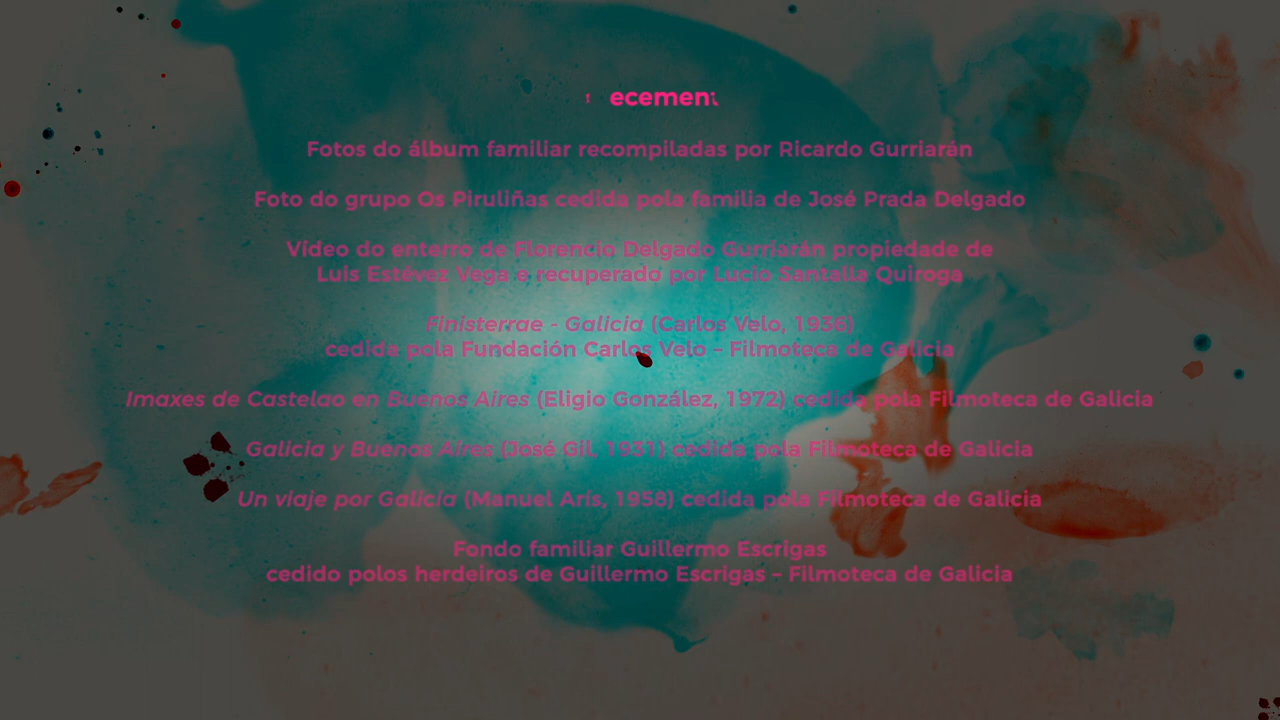 ecement
Fotos do álbum familiar recompiladas por Ricardo Gurriarán
Foto do grupo Os Piruliñas cedida pola familia de José Prada Delgado
Vídeo do enterro de Florencio Delgado Gurriarán propiedade de
Luis Estévez Vega e recuperado por Lucio Santalla Quiroga
Finisterrae - Galicia (Carlos Velo, 1936)
cedida pola Fundación Carlos Velo – Filmoteca de Galicia
Imaxes de Castelao en Buenos Aires (Eligio González, 1972) cedida pola Filmoteca de Galicia
Galicia y Buenos Aires (José Gil, 1931) cedida pola Filmoteca de Galicia
Un viaje por Galicia (Manuel Arís, 1958) cedida pola Filmoteca de Galicia
Fondo familiar Guillermo Escrigas
cedido polos herdeiros de Guillermo Escrigas – Filmoteca de Galicia